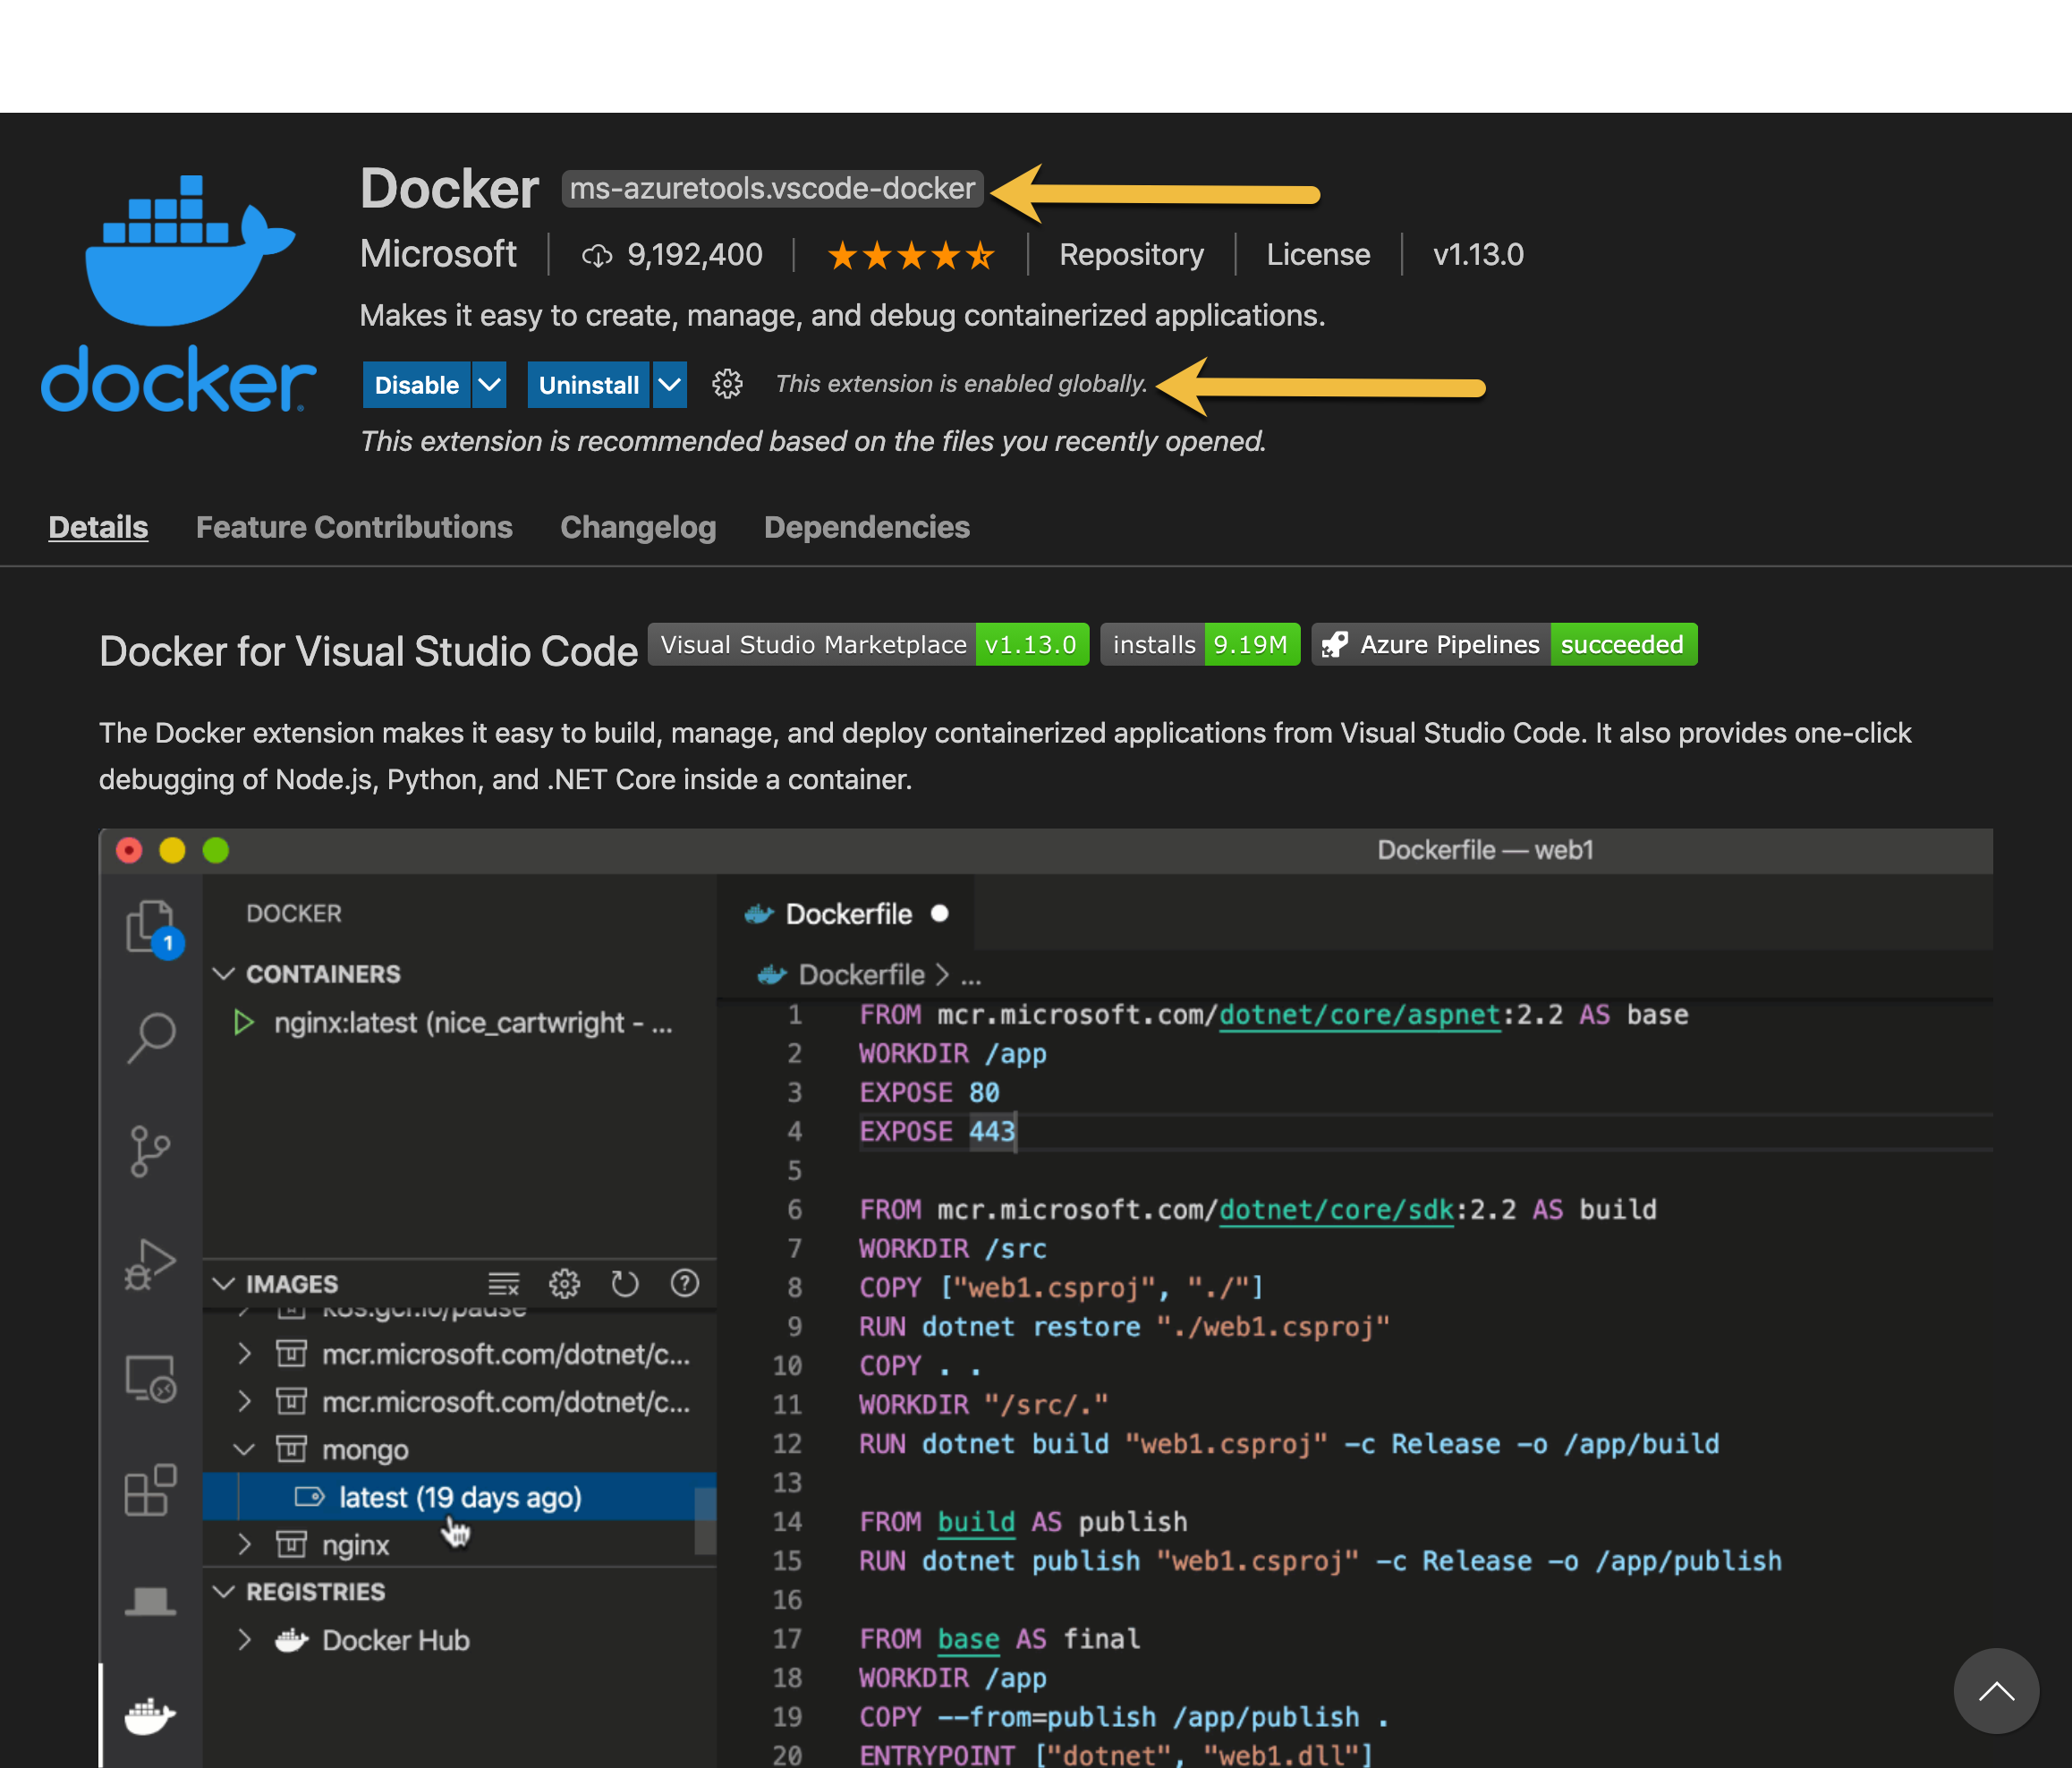 docker
Docker ms-azuretools.vscode-docker
Microsoft 9,192,400 Repository License v1.13.0
Makes it easy to create, manage, and debug containerized applications.
Disable Uninstall This extension is enabled globally.
This extension is recommended based on the files you recently opened.
Details Feature Contributions Changelog Dependencies
Docker for Visual Studio Code Visual Studio Marketplace v1.13.0 installs 9.19M Azure Pipelines succeeded
The Docker extension makes it easy to build, manage, and deploy containerized applications from Visual Studio Code. It also provides one-click
debugging of Node.js, Python, and .NET Core inside a container.
Dockerfile — web1
1
DOCKER
CONTAINERS
nginx:latest (nice_cartwright - ...
IMAGES
k8s.gcr.io/pause
mcr.microsoft.com/dotnet/c...
mcr.microsoft.com/dotnet/c...
mongo
latest (19 days ago)
nginx
REGISTRIES
Docker Hub
Dockerfile
Dockerfile > ...
1 FROM mcr.microsoft.com/dotnet/core/aspnet:2.2 AS base
2 WORKDIR /app
3 EXPOSE 80
4 EXPOSE 443
5
6 FROM mcr.microsoft.com/dotnet/core/sdk:2.2 AS build
7 WORKDIR /src
8 COPY ["web1.csproj", "./"]
9 RUN dotnet restore "./web1.csproj"
10 COPY . .
11 WORKDIR "/src/."
12 RUN dotnet build "web1.csproj" -c Release -o /app/build
13
14 FROM build AS publish
15 RUN dotnet publish "web1.csproj" -c Release -o /app/publish
16
17 FROM base AS final
18 WORKDIR /app
19 COPY --from=publish /app/publish .
20 ENTRYPOINT ["dotnet", "web1.dll"]